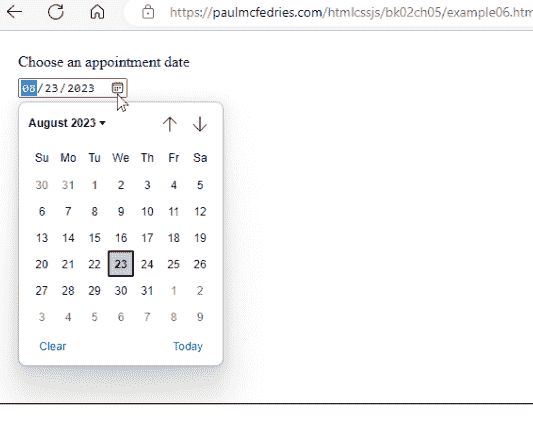 https://paulmcfedries.com/htmlcssjs/bk02ch05/example06.htm
Choose an appointment date
08/23/2023
August 2023
Su Mo Tu We Th Fr Sa
30 31 1 2 3 4 5
6 7 8 9 10 11 12
13 14 15 16 17 18 19
20 21 22 23 24 25 26
27 28 29 30 31 1 2
3 4 5 6 7 8 9
Clear Today